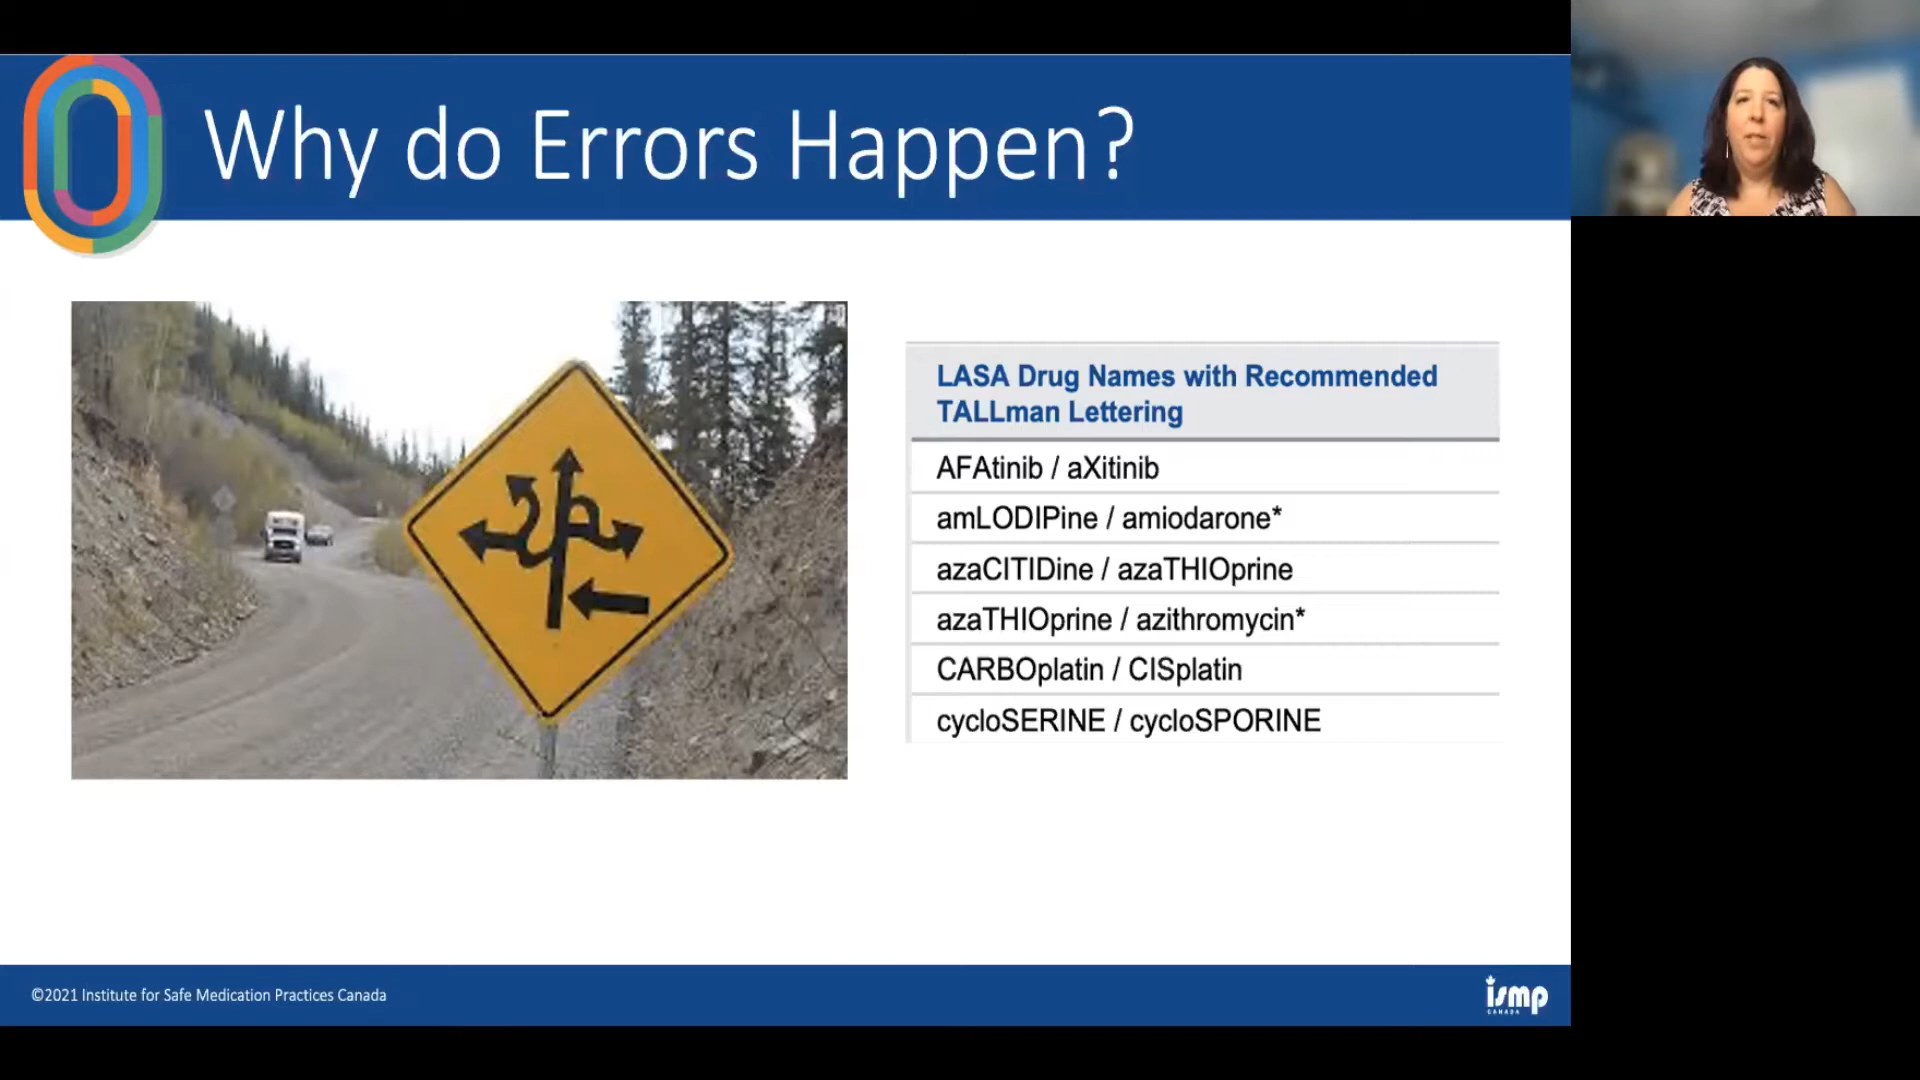 Why do Errors Happen?
LASA Drug Names with Recommended
TALLman Lettering
AFAtinib / aXitinib
amLODIPine / amiodarone*
azaCITIDine / azaTHIOprine
azaTHIOprine / azithromycin*
CARBOplatin / CISplatin
cycloSERINE / cycloSPORINE
©2021 Institute for Safe Medication Practices Canada
ismp
CANADA